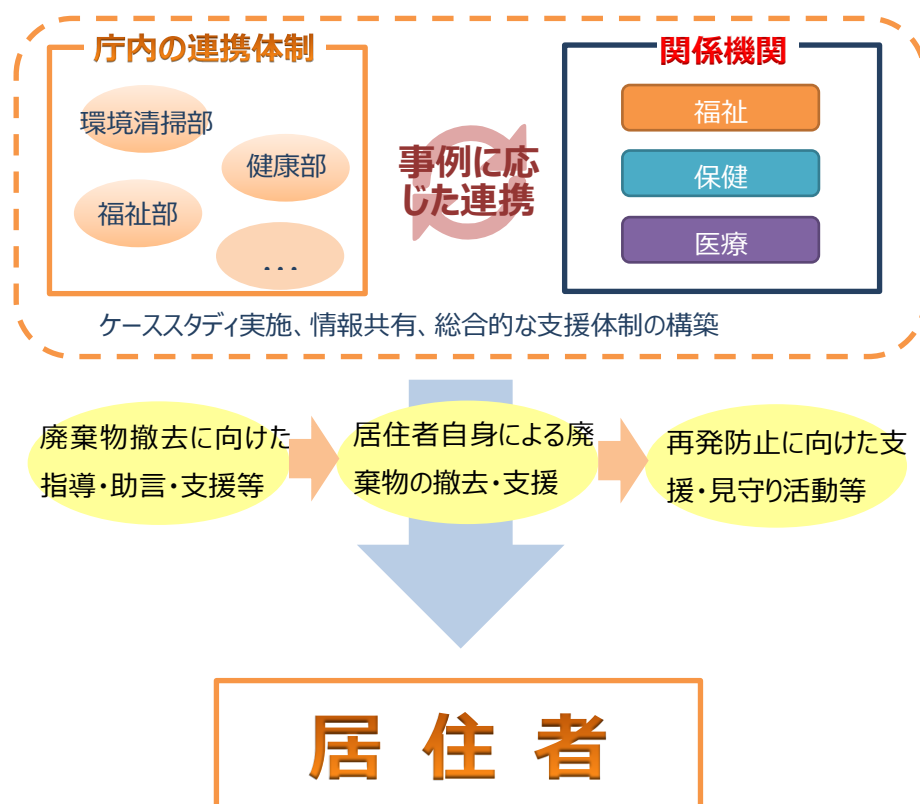 庁内の連携体制
環境清掃部
健康部
福祉部
...
事例に応
じた連携
関係機関
福祉
保健
医療
ケーススタディ実施、情報共有、総合的な支援体制の構築
廃棄物撤去に向けた
指導・助言・支援等
居住者自身による廃
棄物の撤去・支援
再発防止に向けた支
援・見守り活動等
居住者